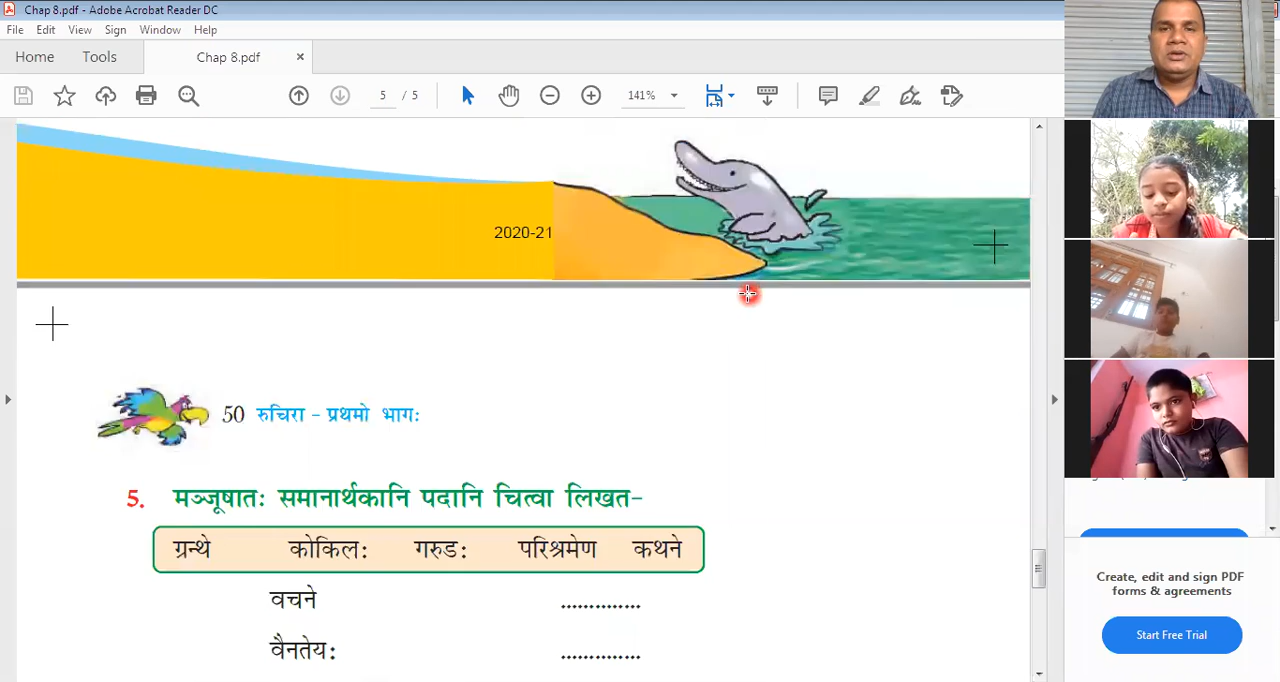 Chap 8.pdf - Adobe Acrobat Reader DC
File Edit View Sign Window Help
Home Tools Chap 8.pdf ×
5 / 5 141%
2020-21
50 रुचिरा - प्रथमो भागः
5. मञ्जूषातः समानार्थकानि पदानि चित्वा लिखत-
ग्रन्थे कोकिलः गरुडः परिश्रमेण कथने
वचने ..............
वैनतेयः ..............
Create, edit and sign PDF
forms & agreements
Start Free Trial